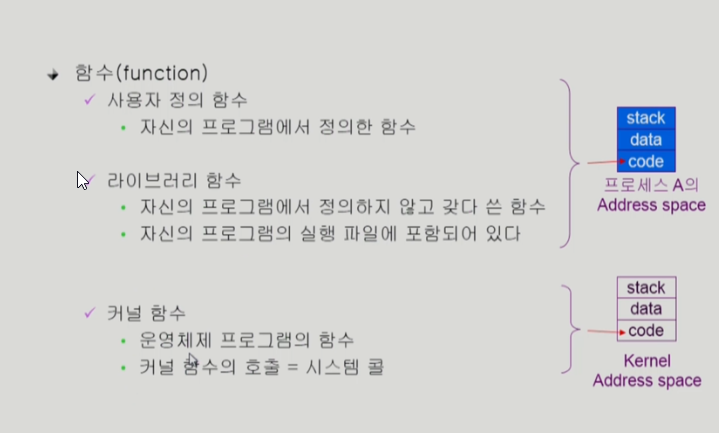 함수(function)
사용자 정의 함수
자신의 프로그램에서 정의한 함수
라이브러리 함수
자신의 프로그램에서 정의하지 않고 갖다 쓴 함수
자신의 프로그램의 실행 파일에 포함되어 있다
stack
data
code
프로세스 A의
Address space
커널 함수
운영체제 프로그램의 함수
커널 함수의 호출 = 시스템 콜
stack
data
code
Kernel
Address space